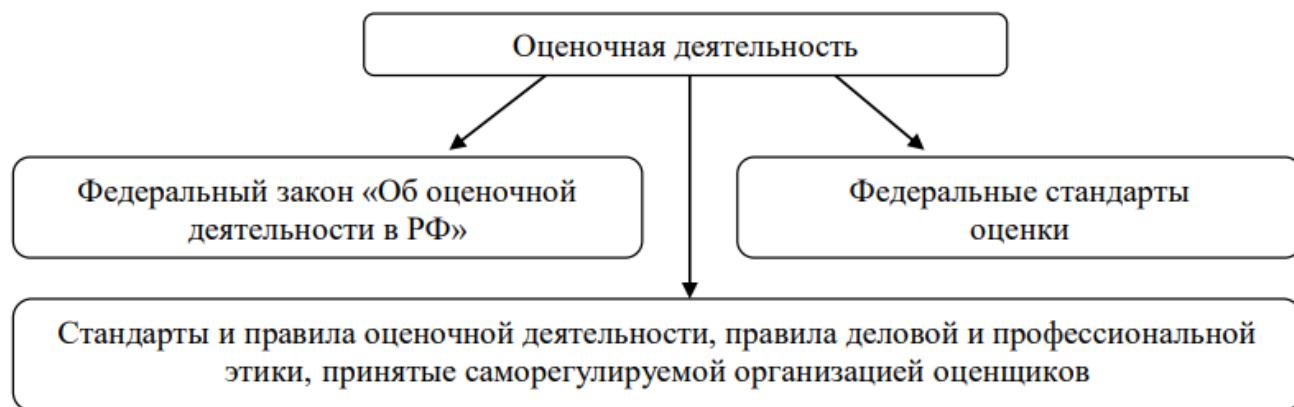 Оценочная деятельность
Федеральный закон «Об оценочной
деятельности в РФ»
Федеральные стандарты
оценки
Стандарты и правила оценочной деятельности, правила деловой и профессиональной
этики, принятые саморегулируемой организацией оценщиков